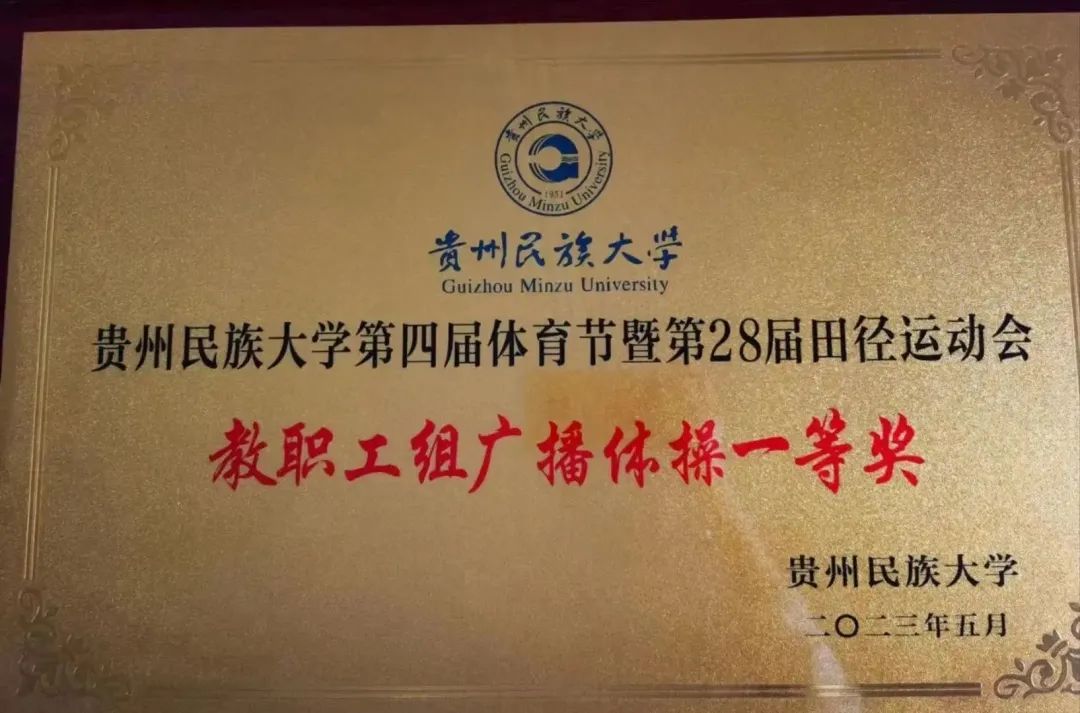 贵州民族大学
Guizhou Minzu University
1951
贵州民族大学
Guizhou Minzu University
贵州民族大学第四届体育节暨第28届田径运动会
教职工组广播体操一等奖
贵州民族大学
二〇二三年五月